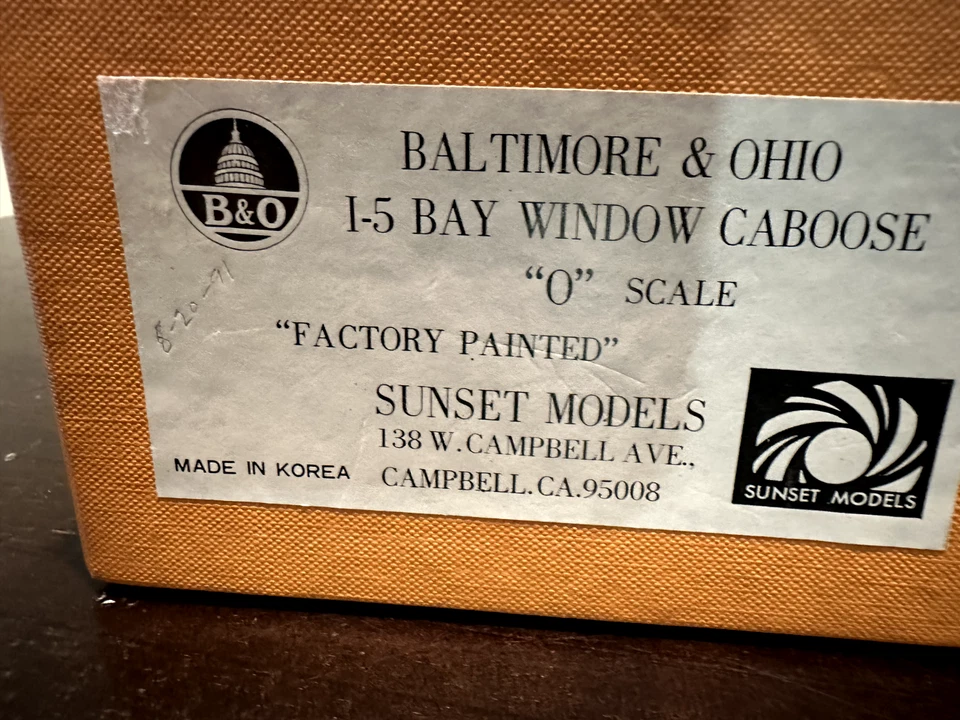 B&O
BALTIMORE & OHIO
I-5 BAY WINDOW CABOOSE
"O" SCALE
8-20-91
"FACTORY PAINTED"
SUNSET MODELS
138 W. CAMPBELL AVE.,
MADE IN KOREA
CAMPBELL. CA. 95008
SUNSET MODELS